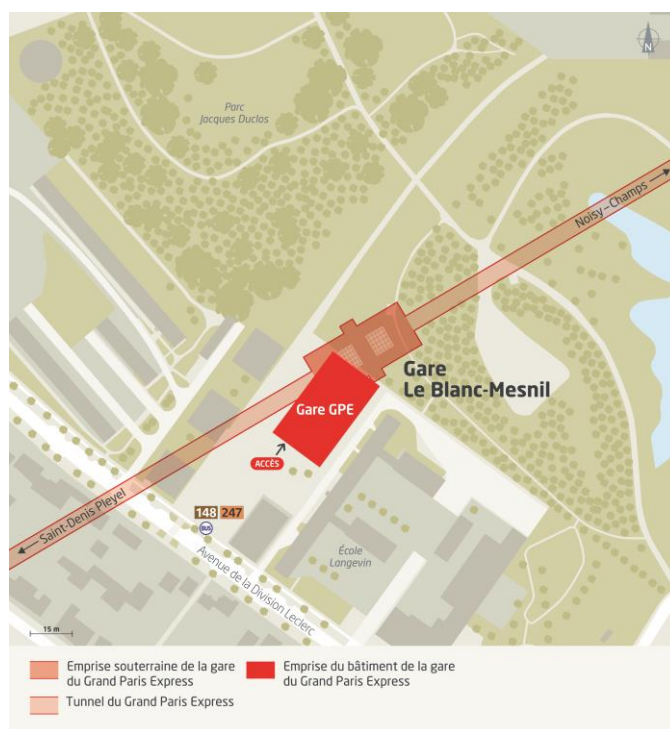 N
Parc
Jacques Duclos
Noisy–Champs
Gare
Le Blanc-Mesnil
Gare GPE
ACCÈS
Saint-Denis Pleyel
148 247
BUS
École
Langevin
Avenue de la Division Leclerc
15 m
Emprise souterraine de la gare
du Grand Paris Express
Emprise du bâtiment de la gare
du Grand Paris Express
Tunnel du Grand Paris Express